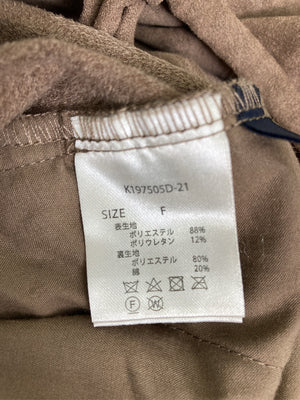 K197505D-21
SIZE F
表生地
ポリエステル 88%
ポリウレタン 12%
裏生地
ポリエステル 80%
綿 20%
F W